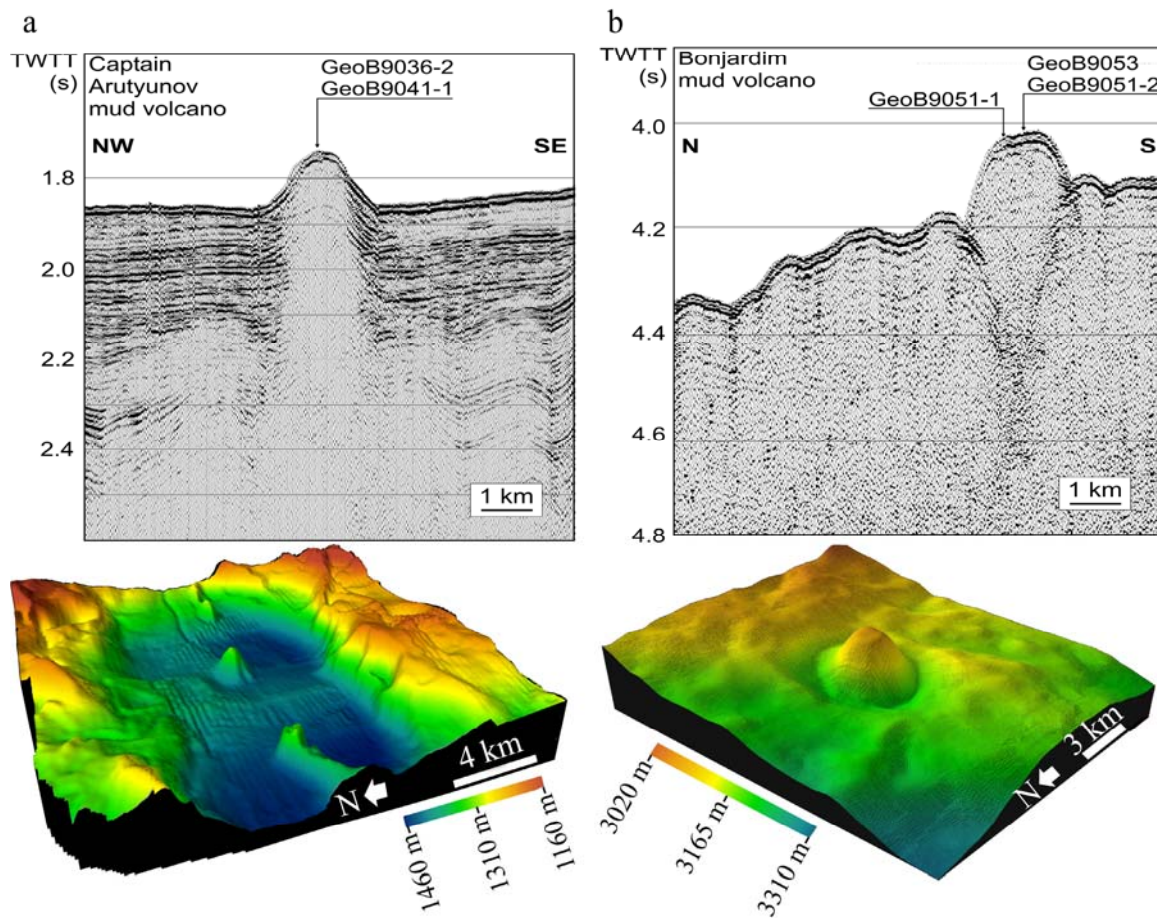 a
TWTT
(s)
Captain
Arutyunov
mud volcano
GeoB9036-2
GeoB9041-1
NW
SE
1.8
2.0
2.2
2.4
1 km
4 km
N
1460 m
1310 m
1160 m
b
TWTT
(s)
Bonjardim
mud volcano
GeoB9053
GeoB9051-2
GeoB9051-1
N
S
4.0
4.2
4.4
4.6
4.8
1 km
3 km
N
3020 m
3165 m
3310 m